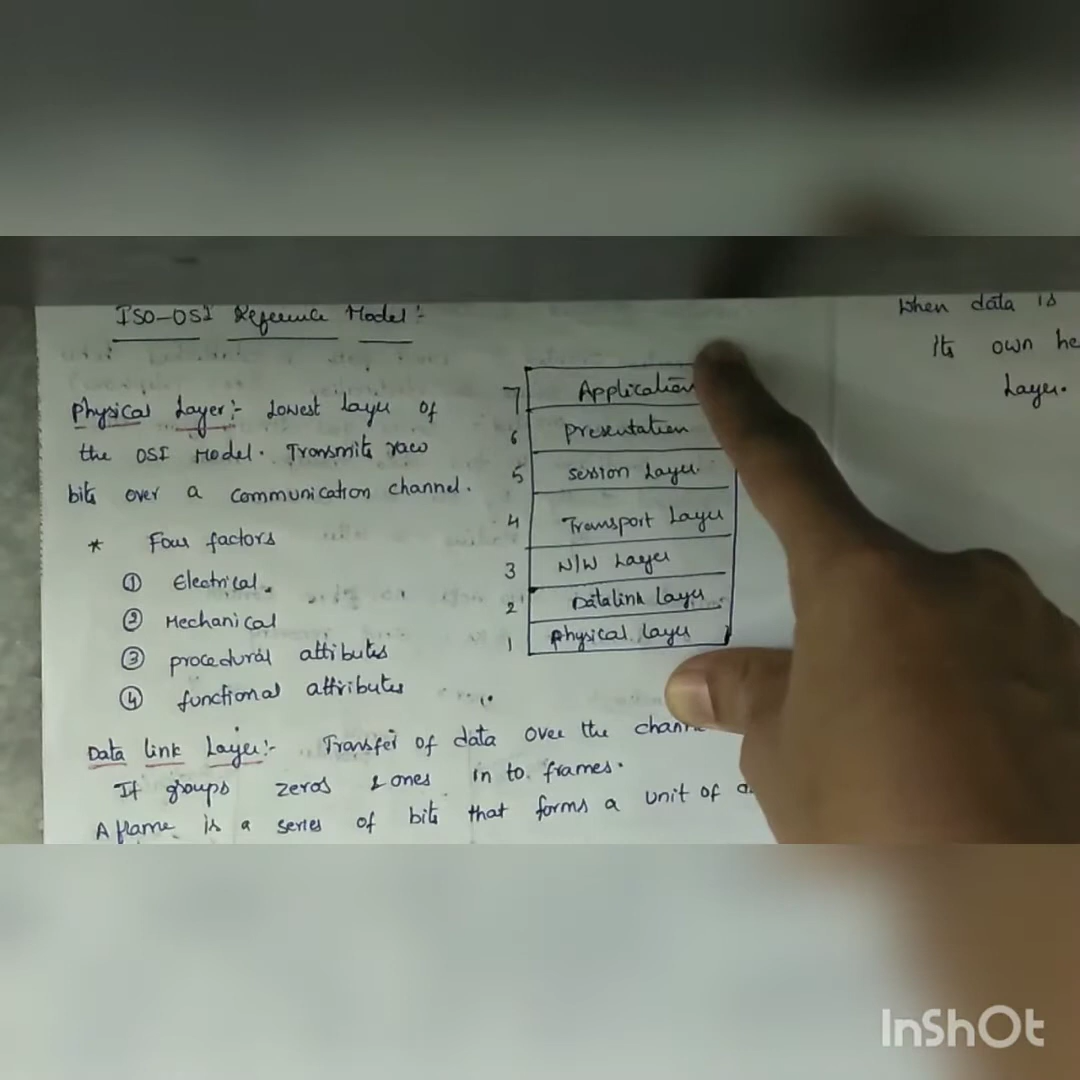 ISO-OSI Reference Model:-
Physical Layer:- Lowest Layer of
the OSI Model. Transmits raw
bits over a communication channel.
* Four factors
① Electrical.
② Mechanical
③ procedural attibutes
④ functional attributes
7 Application
6 presentation
5 session Layer
4 Transport Layer
3 N/W Layer
2 Datalink Layer
1 physical layer
Data link Layer:- Transfer of data over the
It groups zeros & ones in to frames.
A frame is a series of bits that forms a unit of
When data is
its own
Layer.
InShOt